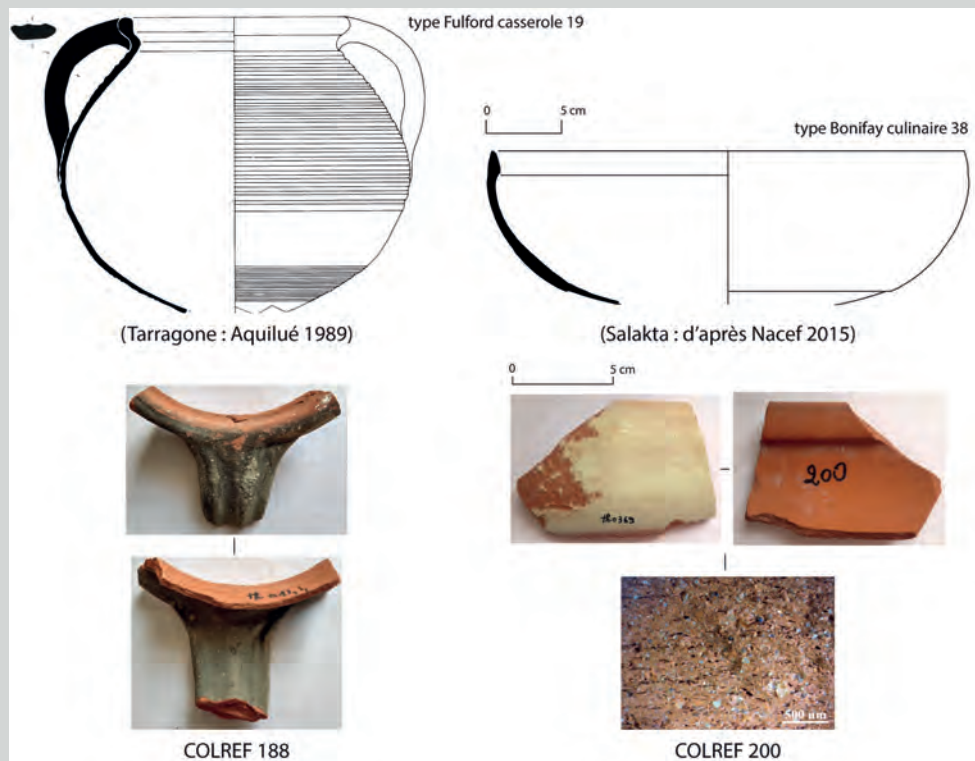 type Fulford casserole 19
0 5 cm
type Bonifay culinaire 38
(Tarragone : Aquilué 1989)
(Salakta : d'après Nacef 2015)
0 5 cm
200
500 µm
COLREF 188
COLREF 200